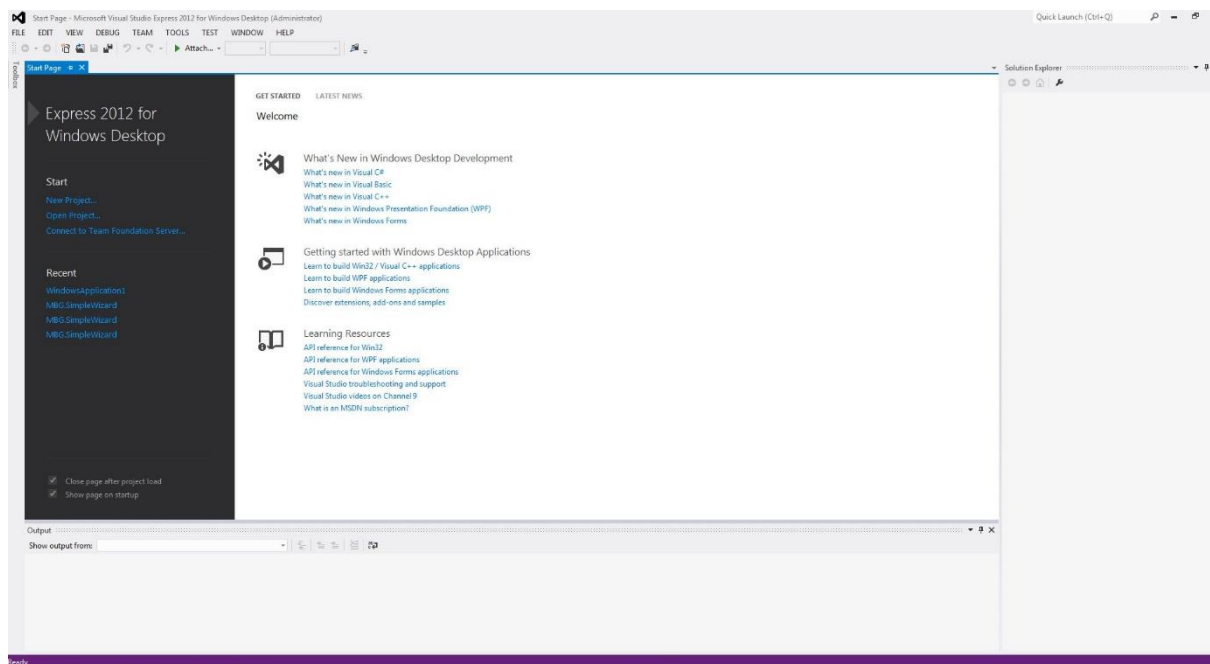 Start Page - Microsoft Visual Studio Express 2012 for Windows Desktop (Administrator)
Quick Launch (Ctrl+Q)
FILE EDIT VIEW DEBUG TEAM TOOLS TEST WINDOW HELP
Attach...
Toolbox
Start Page
Solution Explorer
Express 2012 for
Windows Desktop
Start
New Project...
Open Project...
Connect to Team Foundation Server...
Recent
WindowsApplication1
MBG.SimpleWizard
MBG.SimpleWizard
MBG.SimpleWizard
Close page after project load
Show page on startup
GET STARTED LATEST NEWS
Welcome
What's New in Windows Desktop Development
What's new in Visual C#
What's new in Visual Basic
What's new in Visual C++
What's new in Windows Presentation Foundation (WPF)
What's new in Windows Forms
Getting started with Windows Desktop Applications
Learn to build Win32 / Visual C++ applications
Learn to build WPF applications
Learn to build Windows Forms applications
Discover extensions, add-ons and samples
Learning Resources
API reference for Win32
API reference for WPF applications
API reference for Windows Forms applications
Visual Studio troubleshooting and support
Visual Studio videos on Channel 9
What is an MSDN subscription?
Output
Show output from:
Ready